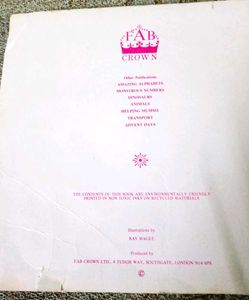 FAB
CROWN
Other Publications
AMAZING ALPHABETS
MONSTROUS NUMBERS
DINOSAURS
ANIMALS
HELPING MUMMY
TRANSPORT
ADVENT DAYS
THE CONTENTS OF THIS BOOK ARE ENVIRONMENTALLY FRIENDLY
PRINTED IN NON TOXIC INKS ON RECYCLED MATERIALS
Illustrations by
RAY MAGEE
Produced by
FAB CROWN LTD., 8 TUDOR WAY, SOUTHGATE, LONDON N14 6PS
©